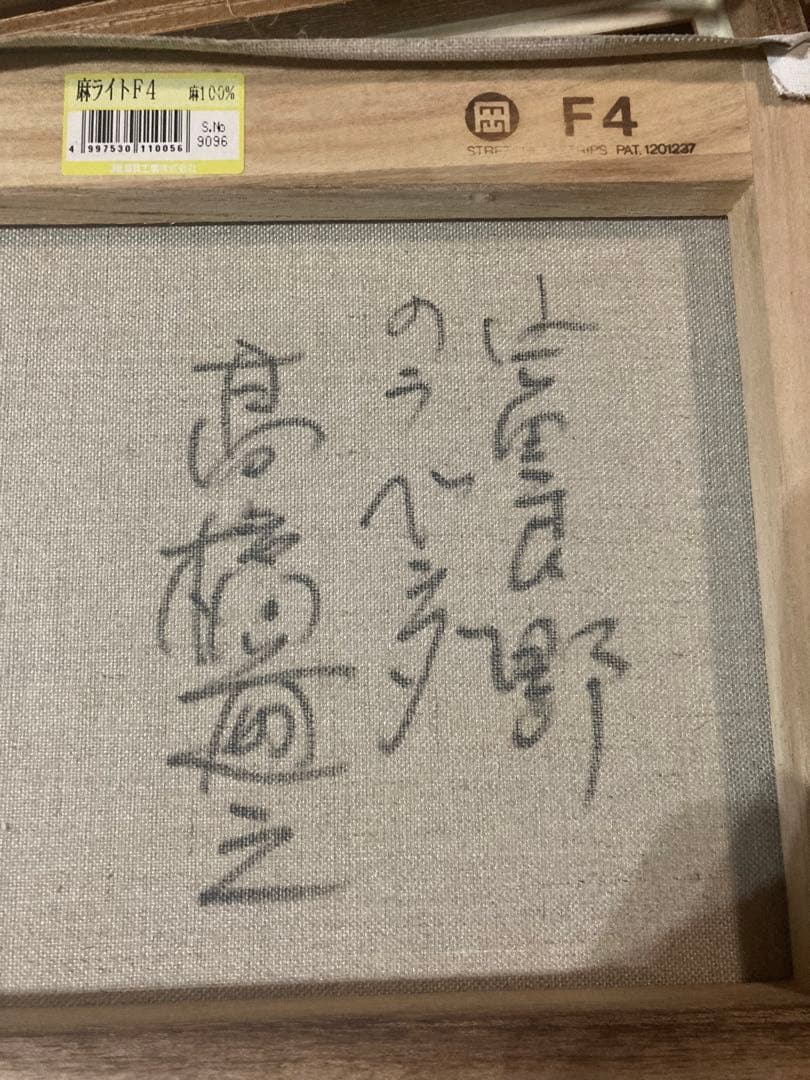 麻ライトF4 麻100%
S.No
4 997530 110056 9096
F4
PAT. 1201237
富良野
のラベンダ
高橋